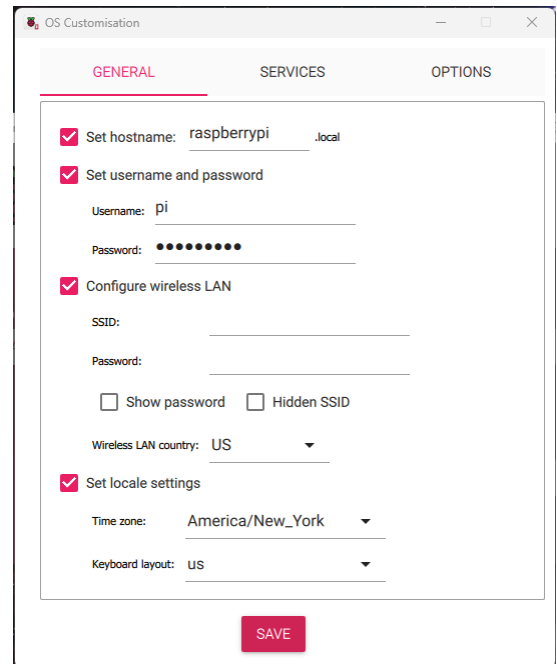 OS Customisation
GENERAL SERVICES OPTIONS
Set hostname: raspberrypi .local
Set username and password
Username: pi
Password: ●●●●●●●●●
Configure wireless LAN
SSID:
Password:
Show password Hidden SSID
Wireless LAN country: US
Set locale settings
Time zone: America/New_York
Keyboard layout: us
SAVE